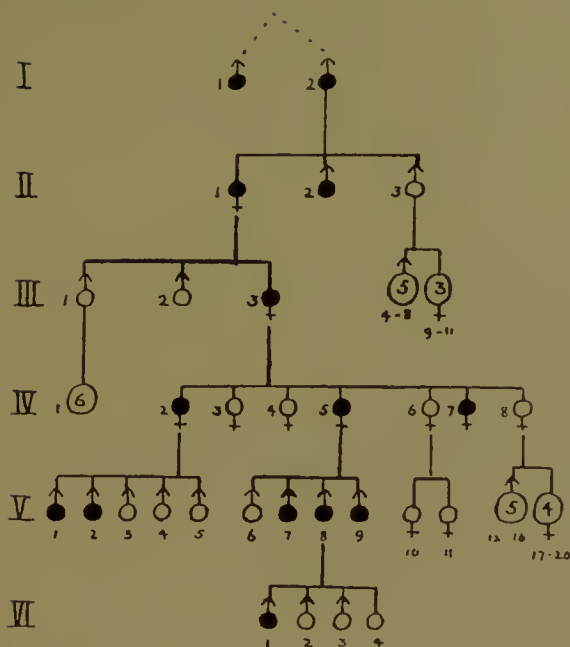 I 1 2
II 1 2 3
III 1 2 3 5 3
4-8 9-11
IV 1 6 2 3 4 5 6 7 8
V 1 2 3 4 5 6 7 8 9 10 11 5 4
12 16 17-20
VI 1 2 3 4